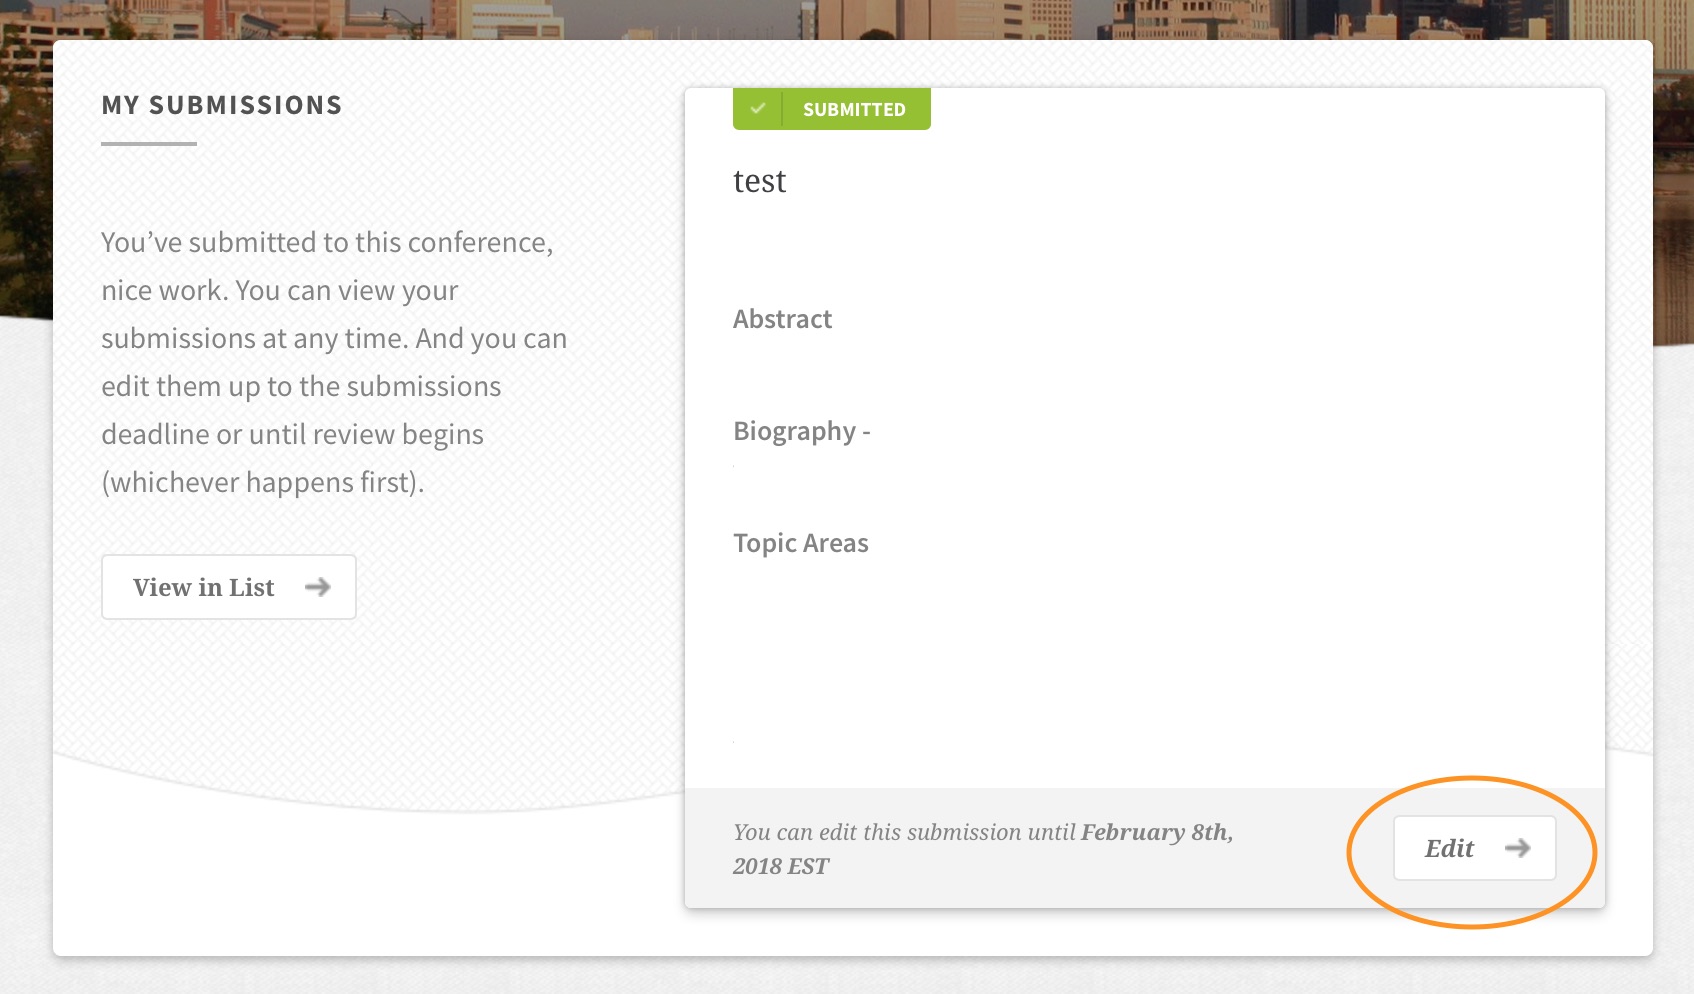 MY SUBMISSIONS
You’ve submitted to this conference,
nice work. You can view your
submissions at any time. And you can
edit them up to the submissions
deadline or until review begins
(whichever happens first).
View in List
SUBMITTED
test
Abstract
Biography -
Topic Areas
You can edit this submission until February 8th,
2018 EST
Edit